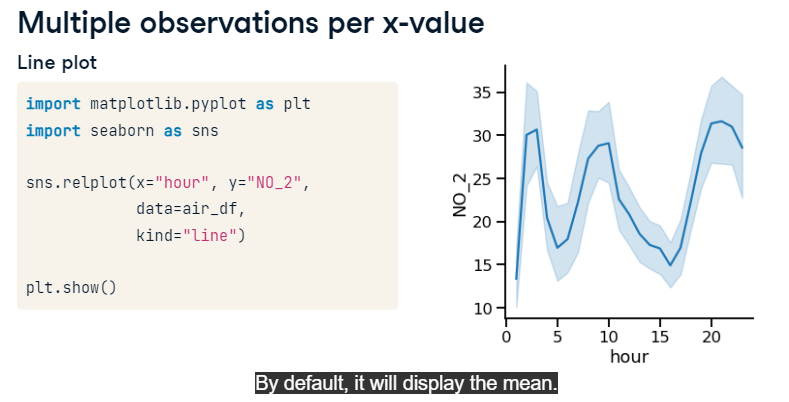 Multiple observations per x-value
Line plot
import matplotlib.pyplot as plt
import seaborn as sns
sns.relplot(x="hour", y="NO_2",
data=air_df,
kind="line")
plt.show()
NO_2
35
30
25
20
15
10
0 5 10 15 20
hour
By default, it will display the mean.